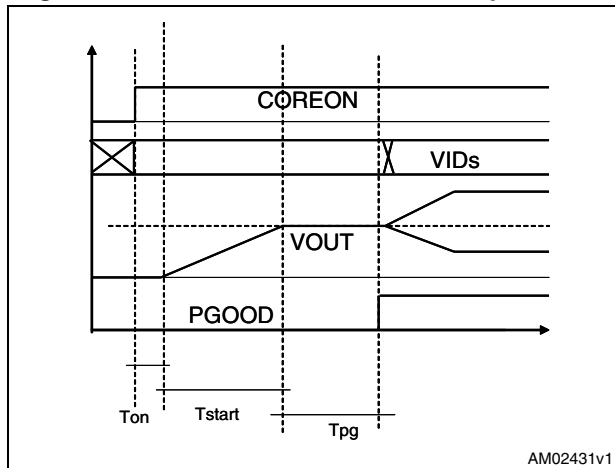 COREON
VIDs
VOUT
PGOOD
Ton
Tstart
Tpg
AM02431v1